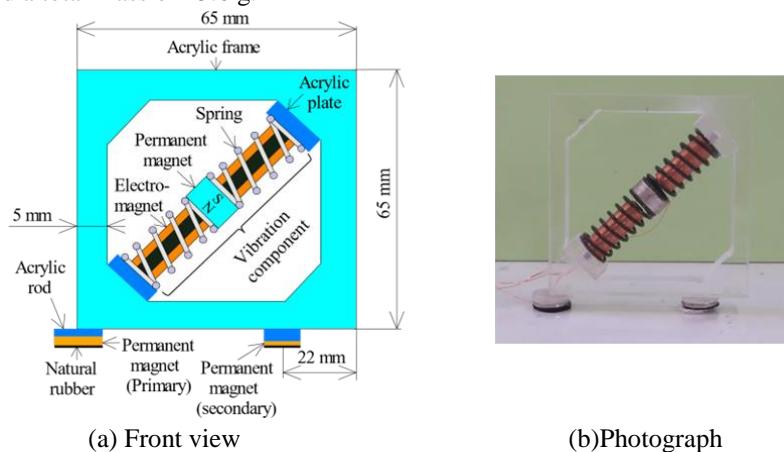 65 mm
Acrylic frame
Acrylic
plate
Spring
Permanent
magnet
Electro-
magnet
S
N
5 mm
65 mm
Vibration
component
Acrylic
rod
22 mm
Natural
rubber
Permanent
magnet
(Primary)
Permanent
magnet
(secondary)
(a) Front view
(b)Photograph